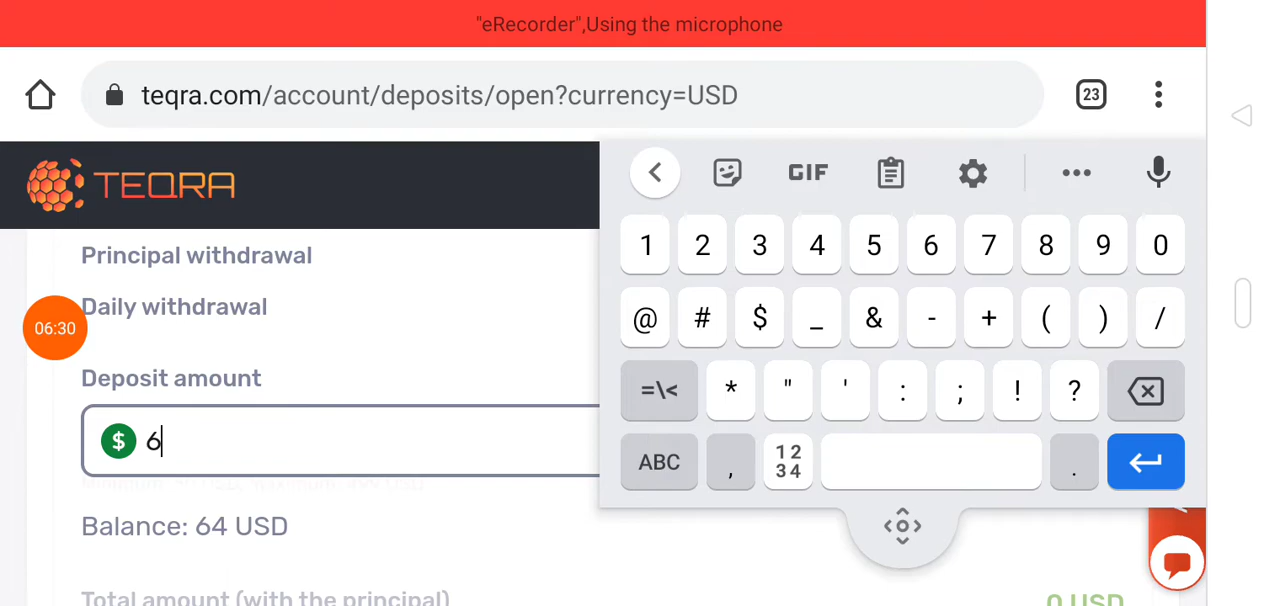 "eRecorder",Using the microphone
teqra.com/account/deposits/open?currency=USD
23
TEQRA
GIF
1 2 3 4 5 6 7 8 9 0
@ # $ _ & - + ( ) /
=\< * " ' : ; ! ?
ABC , 12 34 .
Principal withdrawal
Daily withdrawal
06:30
Deposit amount
$ 6
Balance: 64 USD
Total amount (with the principal)
0 USD